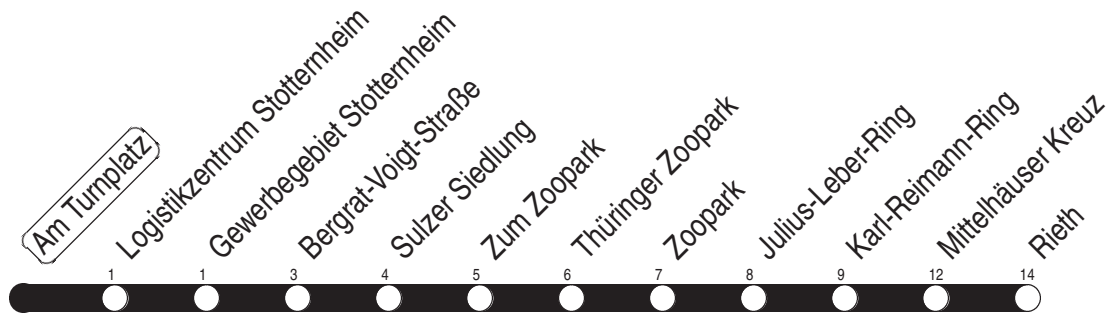 Am Turnplatz
Logistikzentrum Stotternheim
Gewerbegebiet Stotternheim
Bergrat-Voigt-Straße
Sulzer Siedlung
Zum Zoopark
Thüringer Zoopark
Zoopark
Julius-Leber-Ring
Karl-Reimann-Ring
Mittelhäuser Kreuz
Rieth
1 1 3 4 5 6 7 8 9 12 14